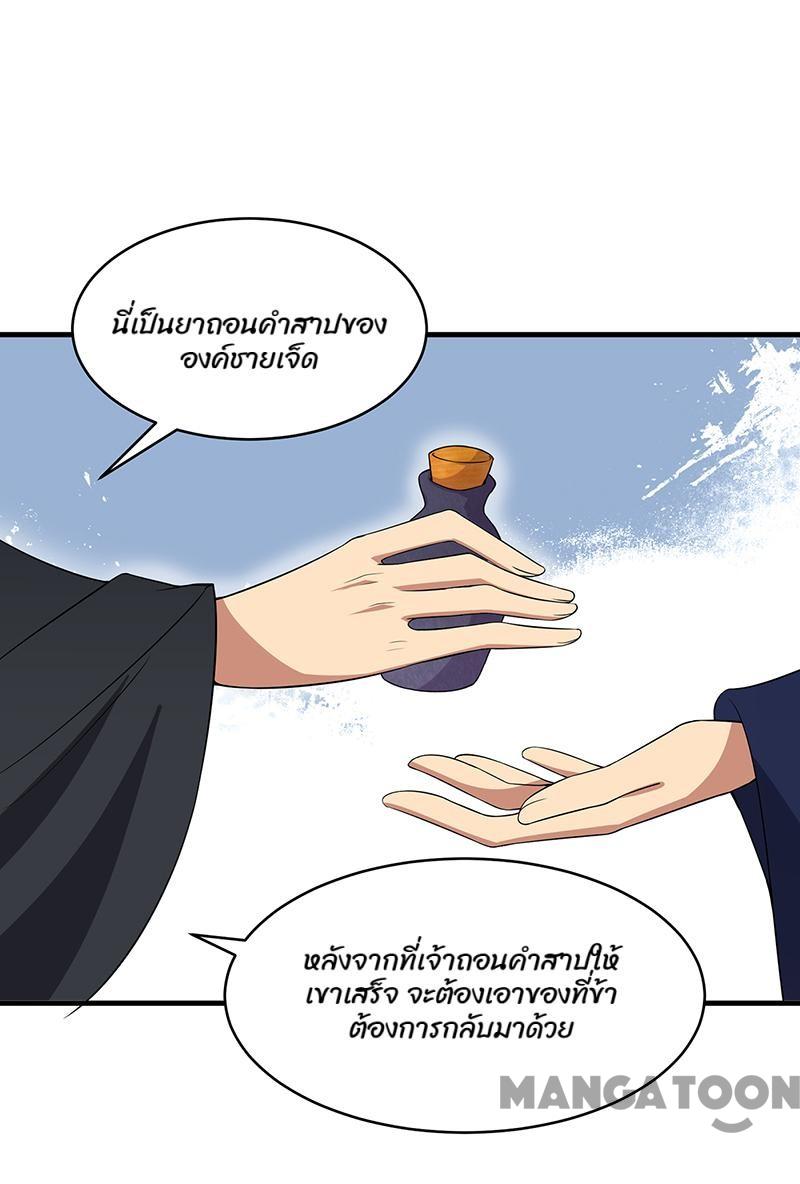 นี่เป็นยาถอนคำสาปของ
องค์ชายเจ็ด
หลังจากที่เจ้าถอนคำสาปให้
เขาเสร็จ จะต้องเอาของที่ข้า
ต้องการกลับมาด้วย
MANGATOON